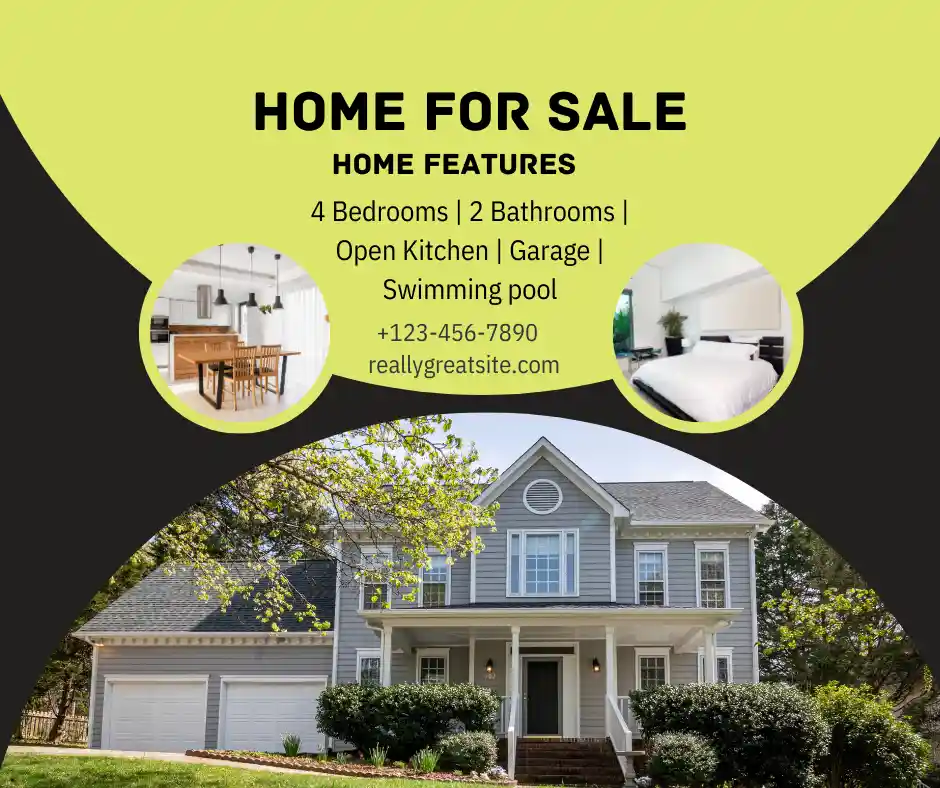 HOME FOR SALE
HOME FEATURES
4 Bedrooms | 2 Bathrooms |
Open Kitchen | Garage |
Swimming pool
+123-456-7890
reallygreatsite.com